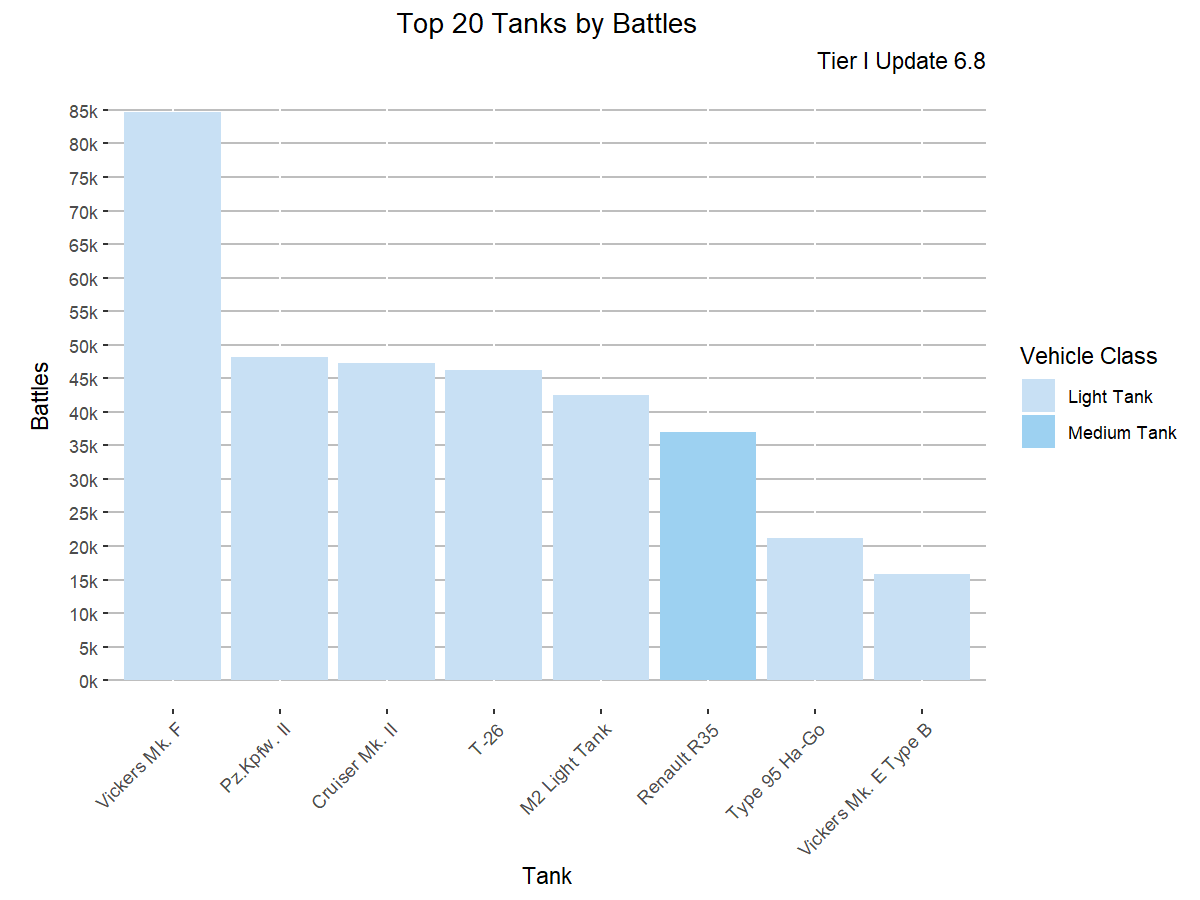 Top 20 Tanks by Battles
Tier I Update 6.8
85k
80k
75k
70k
65k
60k
55k
50k
45k
40k
35k
30k
25k
20k
15k
10k
5k
0k
Battles
Vickers Mk. F
Pz.Kpfw. II
Cruiser Mk. II
T-26
M2 Light Tank
Renault R35
Type 95 Ha-Go
Vickers Mk. E Type B
Tank
Vehicle Class
Light Tank
Medium Tank